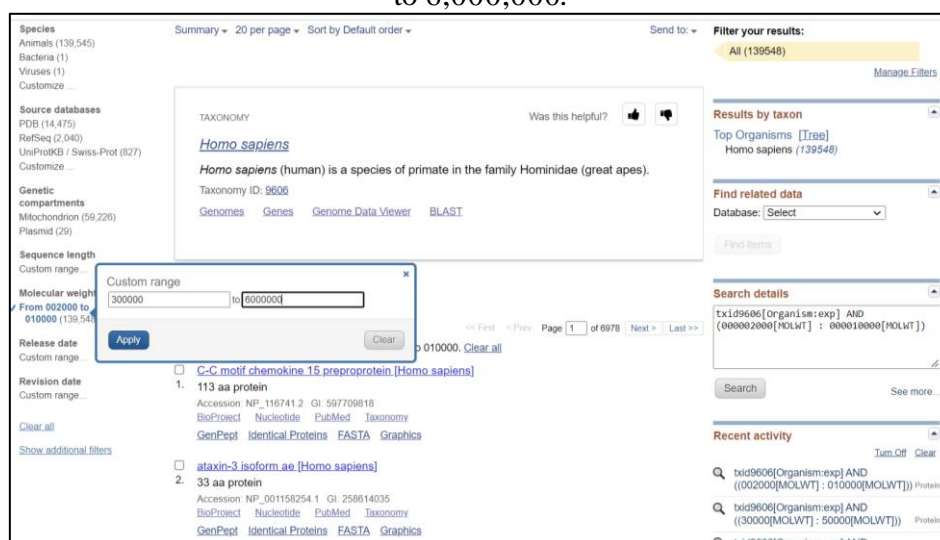 to 6,000,000.
Species
Animals (139,545)
Bacteria (1)
Viruses (1)
Customize ...
Source databases
PDB (14,475)
RefSeq (2,040)
UniProtKB / Swiss-Prot (827)
Customize ...
Genetic
compartments
Mitochondrion (59,226)
Plasmid (29)
Sequence length
Custom range...
Molecular weight
From 002000 to
010000 (139,548
Release date
Custom range...
Revision date
Custom range...
Clear all
Show additional filters
Summary 20 per page Sort by Default order Send to:
TAXONOMY Was this helpful?
Homo sapiens
Homo sapiens (human) is a species of primate in the family Hominidae (great apes).
Taxonomy ID: 9606
Genomes Genes Genome Data Viewer BLAST
Custom range
300000 to 6000000
Apply Clear
<< First < Prev Page 1 of 6978 Next > Last >>
o 010000. Clear all
C-C motif chemokine 15 preproprotein [Homo sapiens]
1. 113 aa protein
Accession: NP_116741.2 GI: 597709818
BioProject Nucleotide PubMed Taxonomy
GenPept Identical Proteins FASTA Graphics
ataxin-3 isoform ae [Homo sapiens]
2. 33 aa protein
Accession: NP_001158254.1 GI: 258614035
BioProject Nucleotide PubMed Taxonomy
GenPept Identical Proteins FASTA Graphics
Filter your results:
All (139548)
Manage Filters
Results by taxon
Top Organisms [Tree]
Homo sapiens (139548)
Find related data
Database: Select
Find items
Search details
txid9606[Organism:exp] AND
(000002000[MOLWT] : 000010000[MOLWT])
Search See more...
Recent activity
Turn Off Clear
txid9606[Organism:exp] AND
((002000[MOLWT] : 010000[MOLWT])) Protein
txid9606[Organism:exp] AND
((30000[MOLWT] : 50000[MOLWT])) Protein